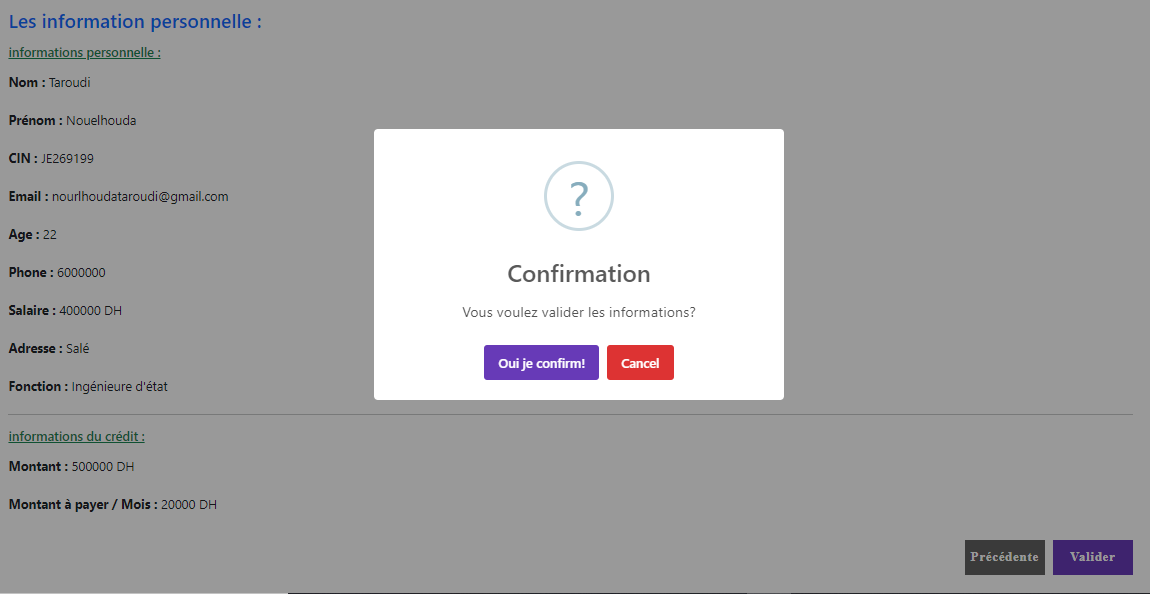 Les information personnelle :
informations personnelle :
Nom : Taroudi
Prénom : Nouelhouda
CIN : JE269199
Email : nourlhoudataroudi@gmail.com
Age : 22
Phone : 6000000
Salaire : 400000 DH
Adresse : Salé
Fonction : Ingénieure d'état
?
Confirmation
Vous voulez valider les informations?
Oui je confirm! Cancel
informations du crédit :
Montant : 500000 DH
Montant à payer / Mois : 20000 DH
Précédente Valider